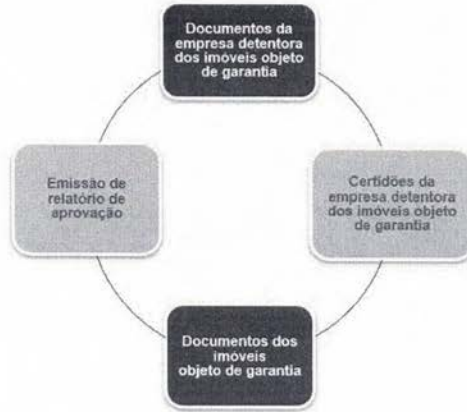 Documentos da
empresa detentora
dos imóveis objeto
de garantia
Emissão de
relatório de
aprovação
Certidões da
empresa detentora
dos imóveis objeto
de garantia
Documentos dos
imóveis
objeto de garantia